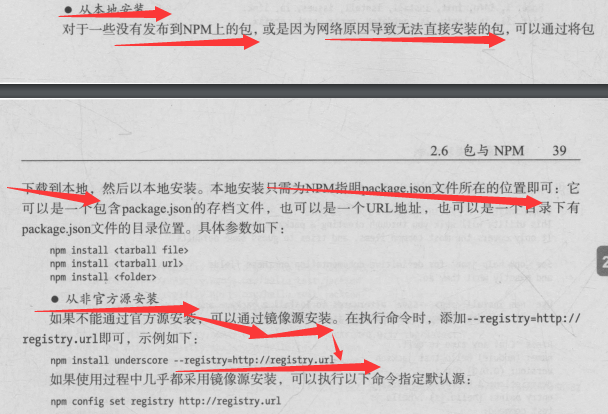 ● 从本地安装
对于一些没有发布到NPM上的包，或是因为网络原因导致无法直接安装的包，可以通过将包
2.6 包与 NPM 39
下载到本地，然后以本地安装。本地安装只需为NPM指明package.json文件所在的位置即可：它
可以是一个包含package.json的存档文件，也可以是一个URL地址，也可以是一个目录下有
package.json文件的目录位置。具体参数如下：
npm install <tarball file>
npm install <tarball url>
npm install <folder>
● 从非官方源安装
如果不能通过官方源安装，可以通过镜像源安装。在执行命令时，添加--registry=http://
registry.url即可，示例如下：
npm install underscore --registry=http://registry.url
如果使用过程中几乎都采用镜像源安装，可以执行以下命令指定默认源：
npm config set registry http://registry.url
2